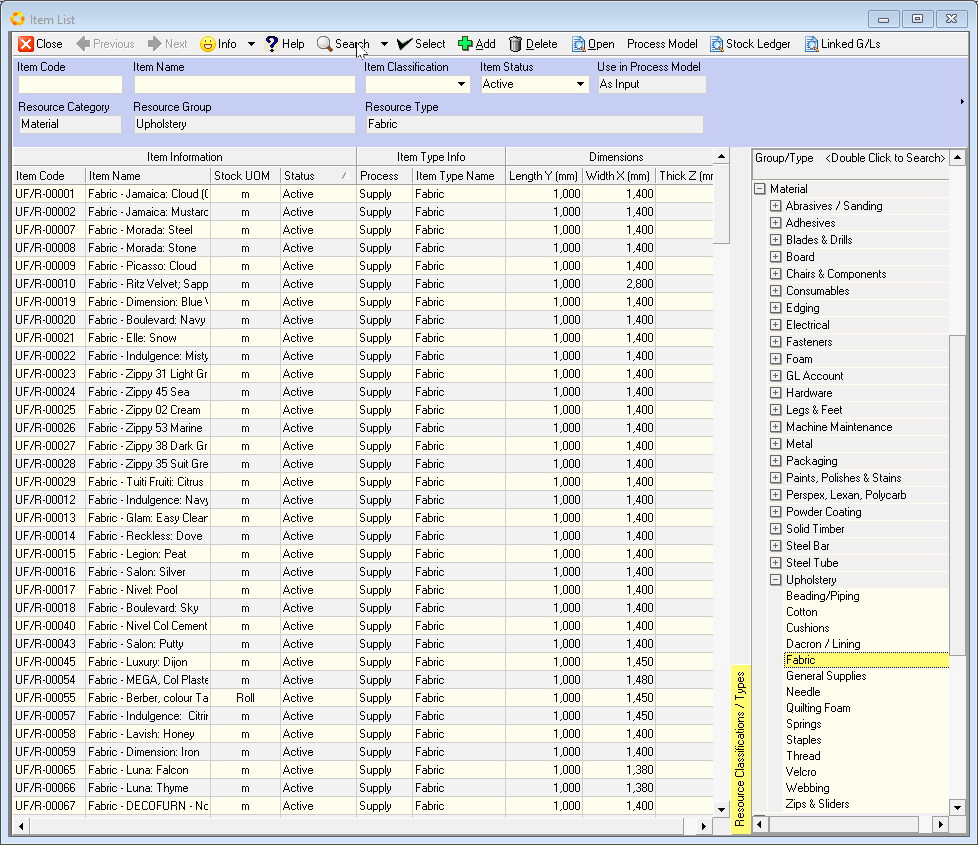 Item List
Close Previous Next Info Help Search Select Add Delete Open Process Model Stock Ledger Linked G/Ls
Item Code Item Name Item Classification Item Status Use in Process Model
Active As Input
Resource Category Resource Group Resource Type
Material Upholstery Fabric
Item Information Item Type Info Dimensions
Item Code Item Name Stock UOM Status Process Item Type Name Length Y (mm) Width X (mm) Thick Z (mm
UF/R-00001 Fabric - Jamaica: Cloud (C m Active Supply Fabric 1,000 1,400
UF/R-00002 Fabric - Jamaica: Mustarc m Active Supply Fabric 1,000 1,400
UF/R-00007 Fabric - Morada: Steel m Active Supply Fabric 1,000 1,400
UF/R-00008 Fabric - Morada: Stone m Active Supply Fabric 1,000 1,400
UF/R-00009 Fabric - Picasso: Cloud m Active Supply Fabric 1,000 1,400
UF/R-00010 Fabric - Ritz Velvet; Sapp m Active Supply Fabric 1,000 2,800
UF/R-00019 Fabric - Dimension: Blue V m Active Supply Fabric 1,000 1,400
UF/R-00020 Fabric - Boulevard: Navy m Active Supply Fabric 1,000 1,400
UF/R-00021 Fabric - Elle: Snow m Active Supply Fabric 1,000 1,400
UF/R-00022 Fabric - Indulgence: Misty m Active Supply Fabric 1,000 1,400
UF/R-00023 Fabric - Zippy 31 Light Gr m Active Supply Fabric 1,000 1,400
UF/R-00024 Fabric - Zippy 45 Sea m Active Supply Fabric 1,000 1,400
UF/R-00025 Fabric - Zippy 02 Cream m Active Supply Fabric 1,000 1,400
UF/R-00026 Fabric - Zippy 53 Marine m Active Supply Fabric 1,000 1,400
UF/R-00027 Fabric - Zippy 38 Dark Gr m Active Supply Fabric 1,000 1,400
UF/R-00028 Fabric - Zippy 35 Suit Gre m Active Supply Fabric 1,000 1,400
UF/R-00029 Fabric - Tuiti Fruiti: Citrus m Active Supply Fabric 1,000 1,400
UF/R-00012 Fabric - Indulgence: Navy m Active Supply Fabric 1,000 1,400
UF/R-00013 Fabric - Glam: Easy Clear m Active Supply Fabric 1,000 1,400
UF/R-00014 Fabric - Reckless: Dove m Active Supply Fabric 1,000 1,400
UF/R-00015 Fabric - Legion: Peat m Active Supply Fabric 1,000 1,400
UF/R-00016 Fabric - Salon: Silver m Active Supply Fabric 1,000 1,400
UF/R-00017 Fabric - Nivel: Pool m Active Supply Fabric 1,000 1,400
UF/R-00018 Fabric - Boulevard: Sky m Active Supply Fabric 1,000 1,400
UF/R-00040 Fabric - Nivel Col Cement m Active Supply Fabric 1,000 1,400
UF/R-00043 Fabric - Salon: Putty m Active Supply Fabric 1,000 1,400
UF/R-00045 Fabric - Luxury: Dijon m Active Supply Fabric 1,000 1,450
UF/R-00054 Fabric - MEGA, Col Plaste m Active Supply Fabric 1,000 1,480
UF/R-00055 Fabric - Berber, colour Ta Roll Active Supply Fabric 1,000 1,450
UF/R-00057 Fabric - Indulgence: Citrir m Active Supply Fabric 1,000 1,450
UF/R-00058 Fabric - Lavish: Honey m Active Supply Fabric 1,000 1,400
UF/R-00059 Fabric - Dimension: Iron m Active Supply Fabric 1,000 1,400
UF/R-00065 Fabric - Luna: Falcon m Active Supply Fabric 1,000 1,380
UF/R-00066 Fabric - Luna: Thyme m Active Supply Fabric 1,000 1,380
UF/R-00067 Fabric - DECOFURN - Nc m Active Supply Fabric 1,000 1,400
Resource Classifications / Types
Group/Type <Double Click to Search>
Material
Abrasives / Sanding
Adhesives
Blades & Drills
Board
Chairs & Components
Consumables
Edging
Electrical
Fasteners
Foam
GL Account
Hardware
Legs & Feet
Machine Maintenance
Metal
Packaging
Paints, Polishes & Stains
Perspex, Lexan, Polycarb
Powder Coating
Solid Timber
Steel Bar
Steel Tube
Upholstery
Beading/Piping
Cotton
Cushions
Dacron / Lining
Fabric
General Supplies
Needle
Quilting Foam
Springs
Staples
Thread
Velcro
Webbing
Zips & Sliders